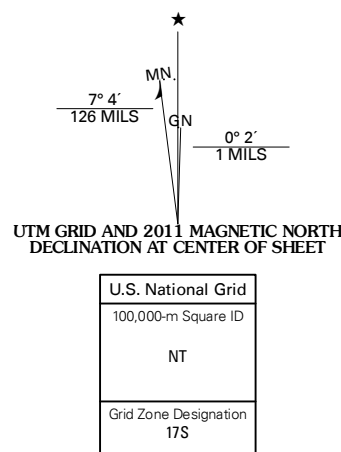 ★
MN.
GN
7° 4´
126 MILS
0° 2´
1 MILS
UTM GRID AND 2011 MAGNETIC NORTH
DECLINATION AT CENTER OF SHEET
U.S. National Grid
100,000-m Square ID
NT
Grid Zone Designation
17S